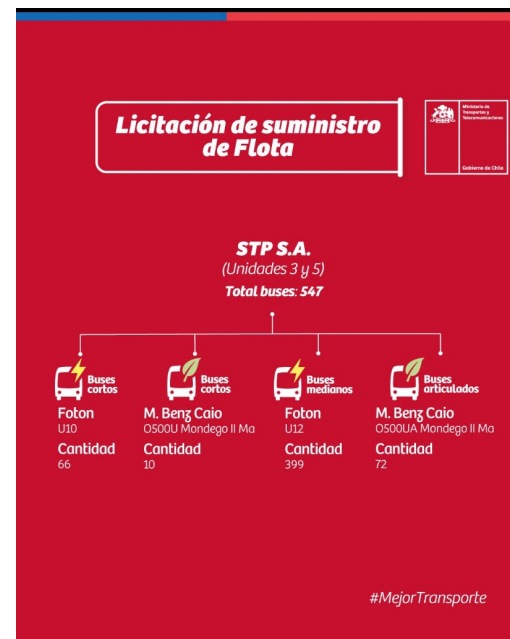 Licitación de suministro
de Flota
Ministerio de
Transportes y
Telecomunicaciones
Gobierno de Chile
STP S.A.
(Unidades 3 y 5)
Total buses: 547
Buses
cortos
Foton
U10
Cantidad
66
Buses
cortos
M. Benz Caio
O500U Mondego II Ma
Cantidad
10
Buses
medianos
Foton
U12
Cantidad
399
Buses
articulados
M. Benz Caio
O500UA Mondego II Ma
Cantidad
72
#MejorTransporte